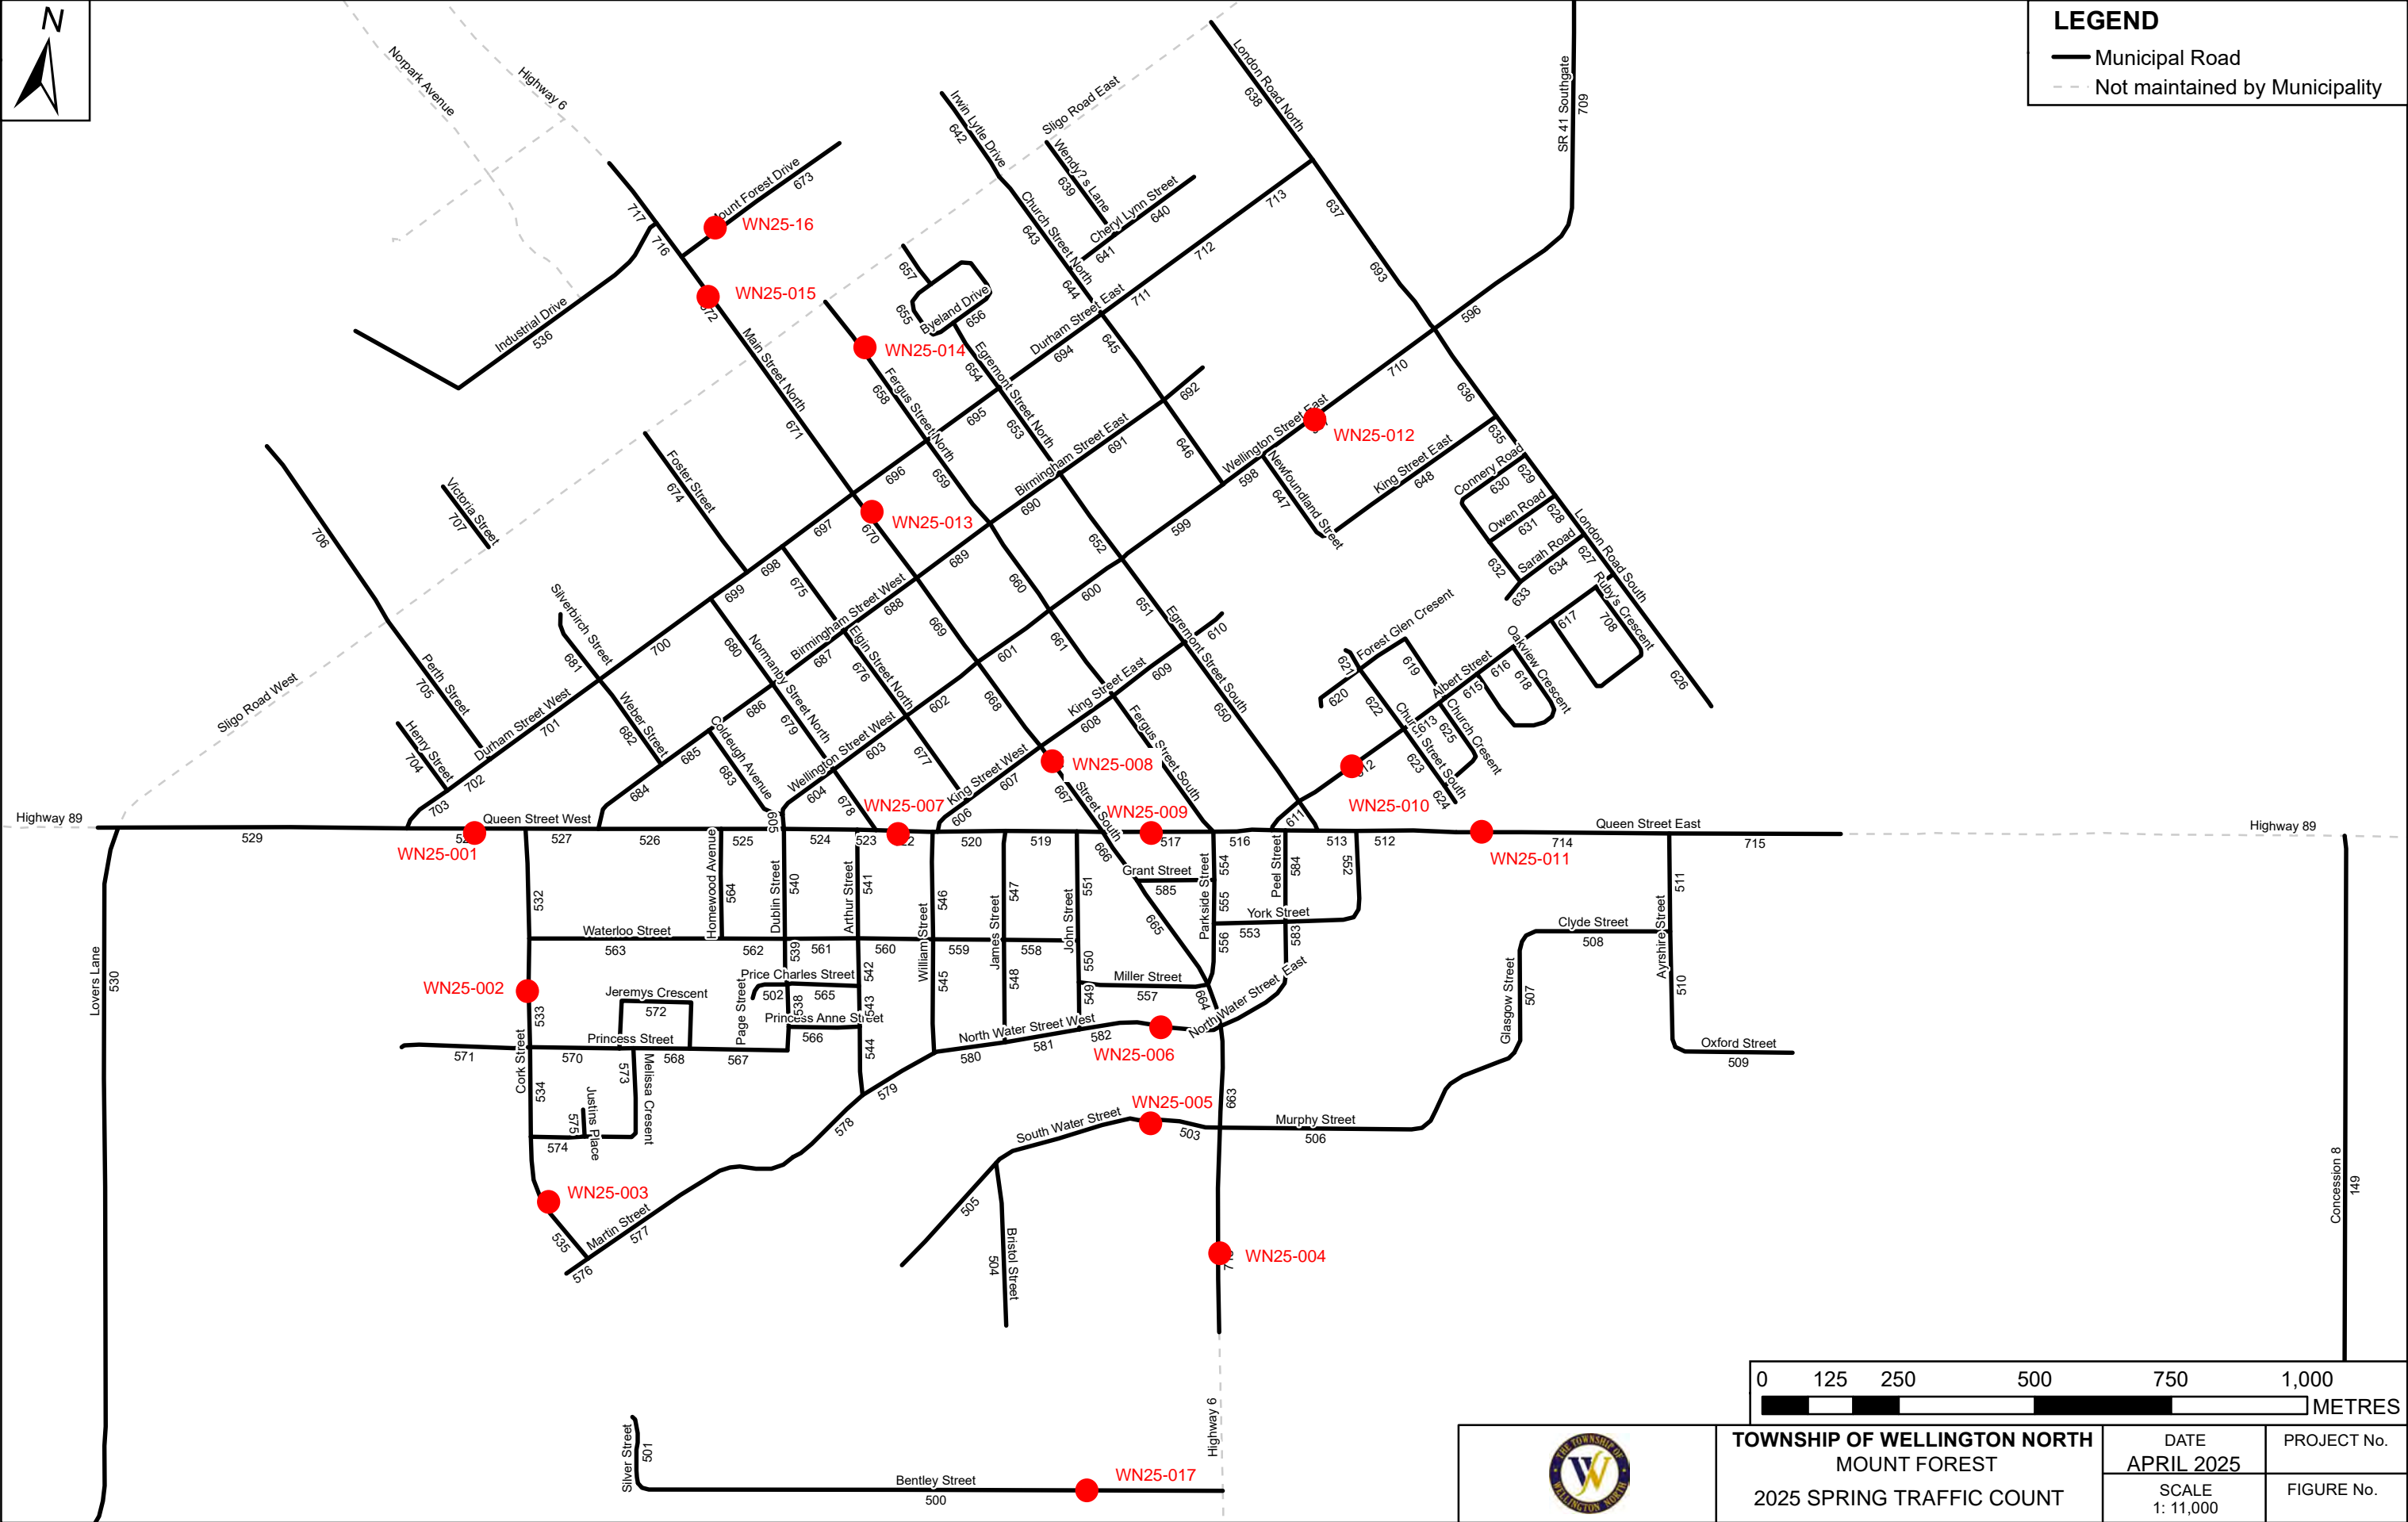 N
LEGEND
Municipal Road
Not maintained by Municipality
Norpark Avenue
Highway 6
717
716
Mount Forest Drive
673
WN25-16
WN25-015
Industrial Drive
536
Main Street North
671
Irwin Lytle Drive
642
Sligo Road East
Wendy?s Lane
639
Cheryl Lynn Street
640
641
Church Street North
643
644
London Road North
638
637
693
SR 41 Southgate
709
713
712
711
Durham Street East
694
695
696
657
655
Byeland Drive
656
WN25-014
658
Fergus Street North
659
Egremont Street North
654
653
645
646
692
Birmingham Street East
691
690
689
596
710
Wellington Street East
WN25-012
598
599
600
601
602
636
635
King Street East
648
Newfoundland Street
647
Connery Road
630
629
Owen Road
631
628
Sarah Road
634
627
632
633
London Road South
626
Ruby's Crescent
708
617
Oakview Crescent
618
616
615
Albert Street
613
Forest Glen Cresent
619
620
621
622
Church Street South
623
624
625
Church Cresent
WN25-013
670
669
668
Foster Street
674
697
698
699
700
701
702
703
Durham Street West
706
Victoria Street
707
Perth Street
705
Henry Street
704
Sligo Road West
Silverbirch Street
681
Weber Street
682
675
Elgin Street North
676
677
Normanby Street North
680
679
678
Birmingham Street West
688
687
686
685
684
Coldeugh Avenue
683
Wellington Street West
603
604
605
660
661
652
651
Egremont Street South
650
King Street East
610
609
608
King Street West
607
606
Fergus Street South
WN25-008
667
Street South
666
WN25-007
WN25-009
WN25-010
611
Highway 89
529
Queen Street West
WN25-001
527
526
525
524
523
520
519
517
516
513
512
Queen Street East
WN25-011
714
715
Highway 89
Lovers Lane
530
532
Homewood Avenue
564
Dublin Street
540
Arthur Street
541
William Street
546
James Street
547
John Street
551
Grant Street
585
554
Parkside Street
555
556
Peel Street
584
583
552
York Street
553
665
Waterloo Street
563
562
539
561
560
559
558
550
549
548
545
542
543
544
WN25-002
533
Cork Street
534
Jeremys Crescent
572
Page Street
Price Charles Street
502
565
538
Princess Anne Street
566
Princess Street
571
570
568
567
573
Melissa Cresent
Justins Place
575
574
WN25-003
535
Martin Street
577
576
578
579
580
581
582
North Water Street West
WN25-006
North Water Street East
Miller Street
557
664
663
WN25-005
South Water Street
503
Murphy Street
506
505
Bristol Street
504
WN25-004
Glasgow Street
507
Clyde Street
508
Ayrshire Street
511
510
Oxford Street
509
Concession 8
149
Highway 6
Silver Street
501
Bentley Street
500
WN25-017
0 125 250 500 750 1,000
METRES
THE TOWNSHIP OF
WELLINGTON NORTH
TOWNSHIP OF WELLINGTON NORTH
MOUNT FOREST
2025 SPRING TRAFFIC COUNT
DATE
APRIL 2025
SCALE
1: 11,000
PROJECT No.
FIGURE No.